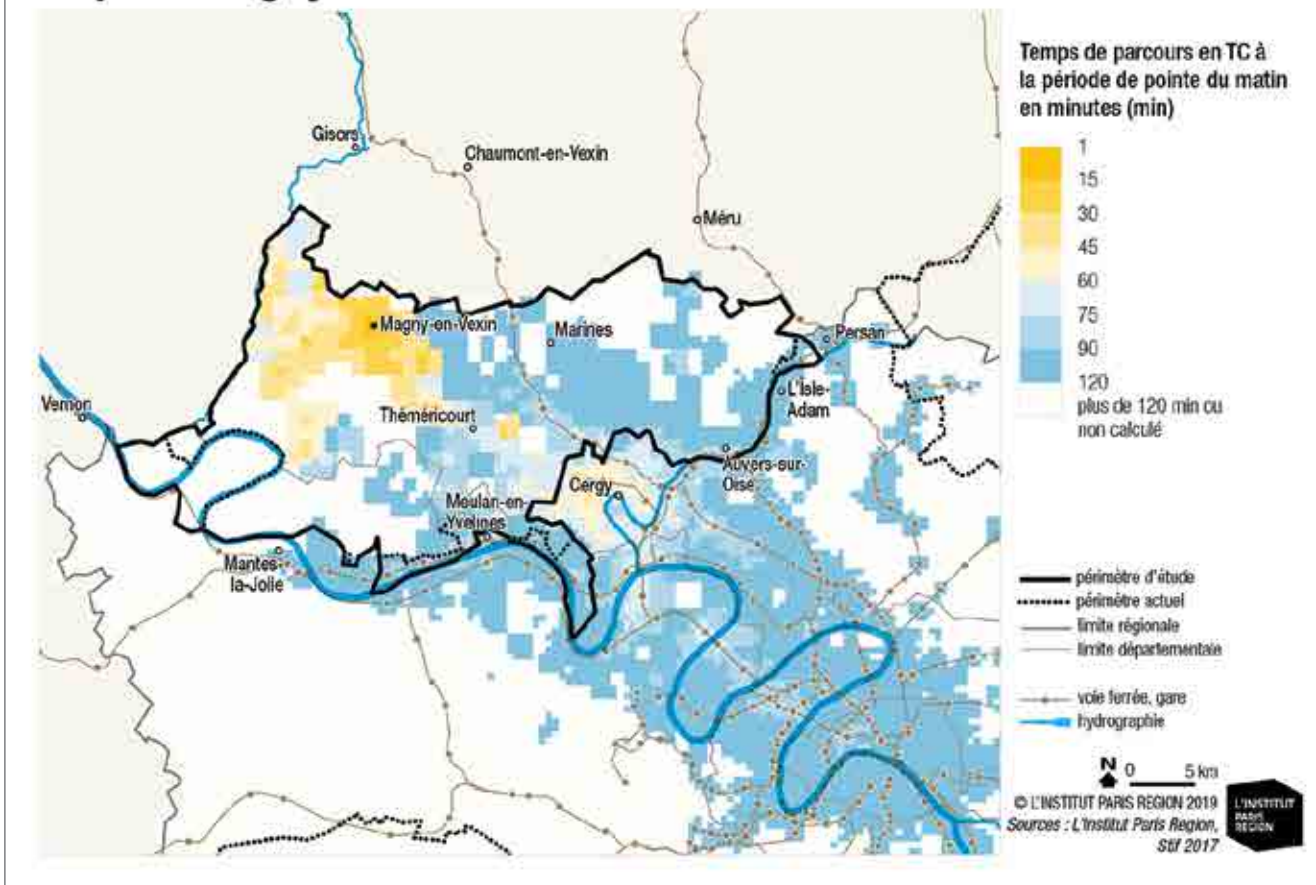 Temps de parcours en TC à
la période de pointe du matin
en minutes (min)
1
15
30
45
60
75
90
120
plus de 120 min ou
non calculé
Gisors
Chaumont-en-Vexin
Méru
Magny-en-Vexin
Marines
Persan
L'Isle-
Adam
Vernon
Théméricourt
Auvers-sur-
Oise
Cergy
Meulan-en-
Yvelines
Mantes
la-Jolie
périmètre d'étude
périmètre actuel
limite régionale
limite départementale
voie ferrée, gare
hydrographie
N 0 5 km
© L'INSTITUT PARIS REGION 2019
Sources : L'Institut Paris Region,
Stif 2017
L'INSTITUT
PARIS
REGION